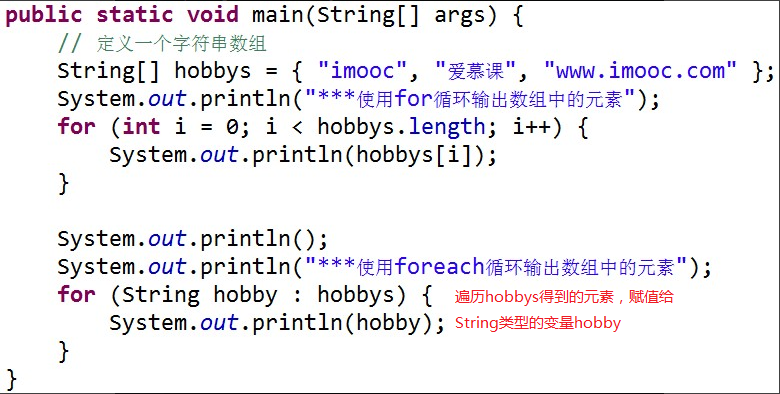 public static void main(String[] args) {
// 定义一个字符串数组
String[] hobbys = { "imooc", "爱慕课", "www.imooc.com" };
System.out.println("***使用for循环输出数组中的元素");
for (int i = 0; i < hobbys.length; i++) {
System.out.println(hobbys[i]);
}
System.out.println();
System.out.println("***使用foreach循环输出数组中的元素");
for (String hobby : hobbys) { 遍历hobbys得到的元素，赋值给
System.out.println(hobby); String类型的变量hobby
}
}